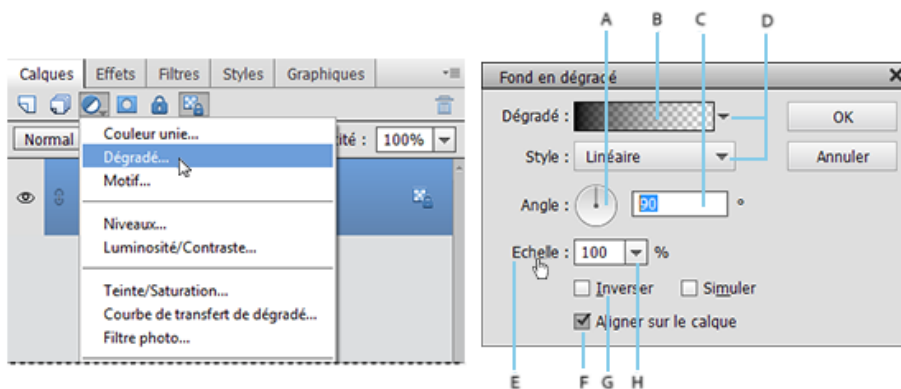 A B C D
Calques Effets Filtres Styles Graphiques
Normal ité : 100%
Couleur unie...
Dégradé...
Motif...
Niveaux...
Luminosité/Contraste...
Teinte/Saturation...
Courbe de transfert de dégradé...
Filtre photo...
Fond en dégradé
Dégradé :
OK
Style : Linéaire
Annuler
Angle : 90 °
Echelle : 100 %
Inverser Simuler
Aligner sur le calque
E F G H